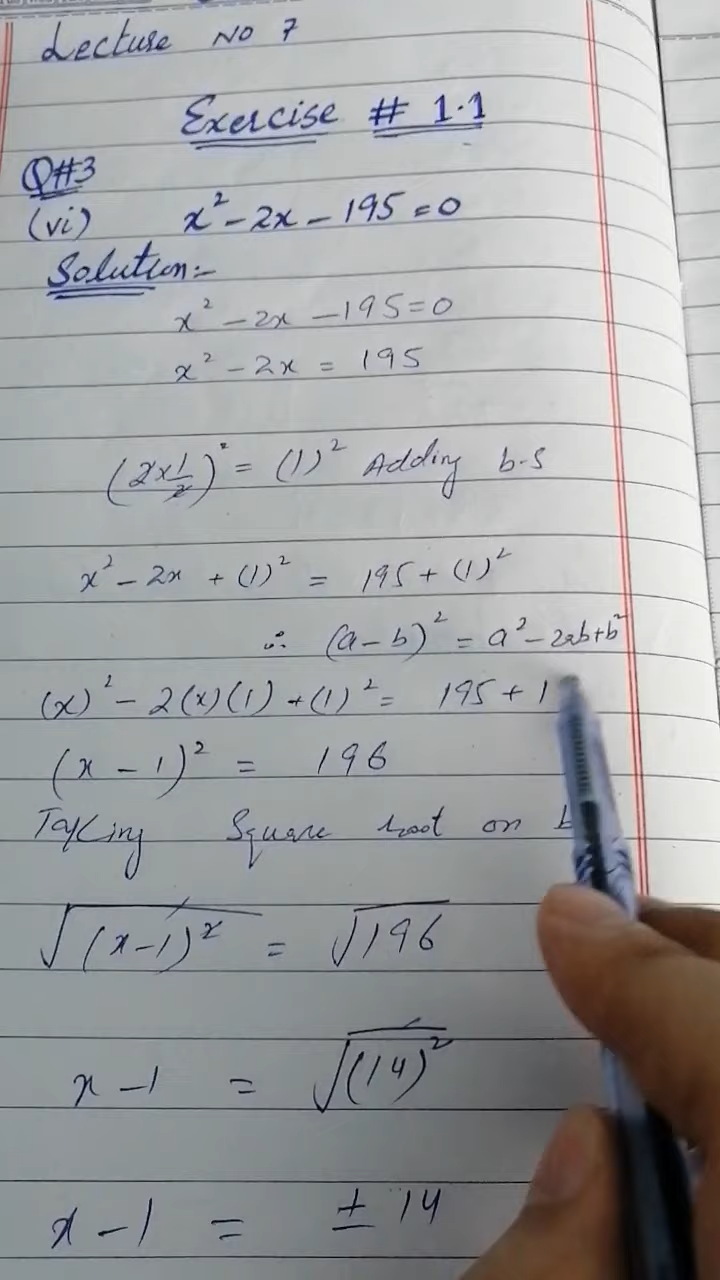 Lecture No 7
Exercise # 1.1
Q#3
(vi) x² - 2x - 195 = 0
Solution:-
x² - 2x - 195 = 0
x² - 2x = 195
(2×1/2)² = (1)² Adding b.s
x² - 2x + (1)² = 195 + (1)²
∴ (a - b)² = a² - 2ab + b²
(x)² - 2(x)(1) + (1)² = 195 + 1
(x - 1)² = 196
Taking Square root on b
√(x-1)² = √196
x - 1 = √(14)²
x - 1 = ± 14